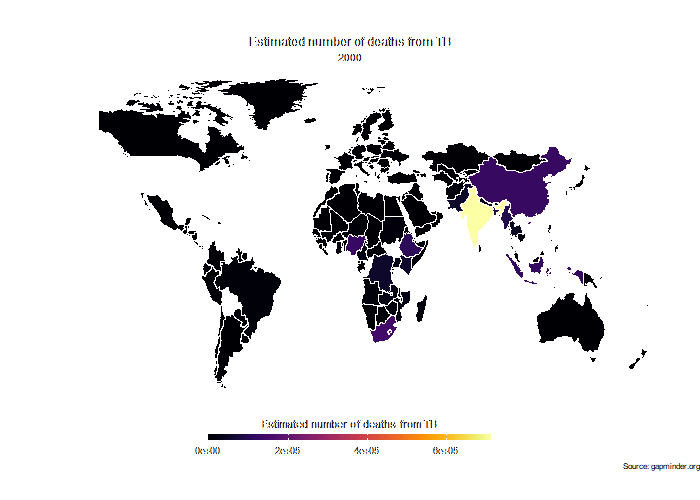 Estimated number of deaths from TB
2000
Estimated number of deaths from TB
0e+00 2e+05 4e+05 6e+05
Source: gapminder.org